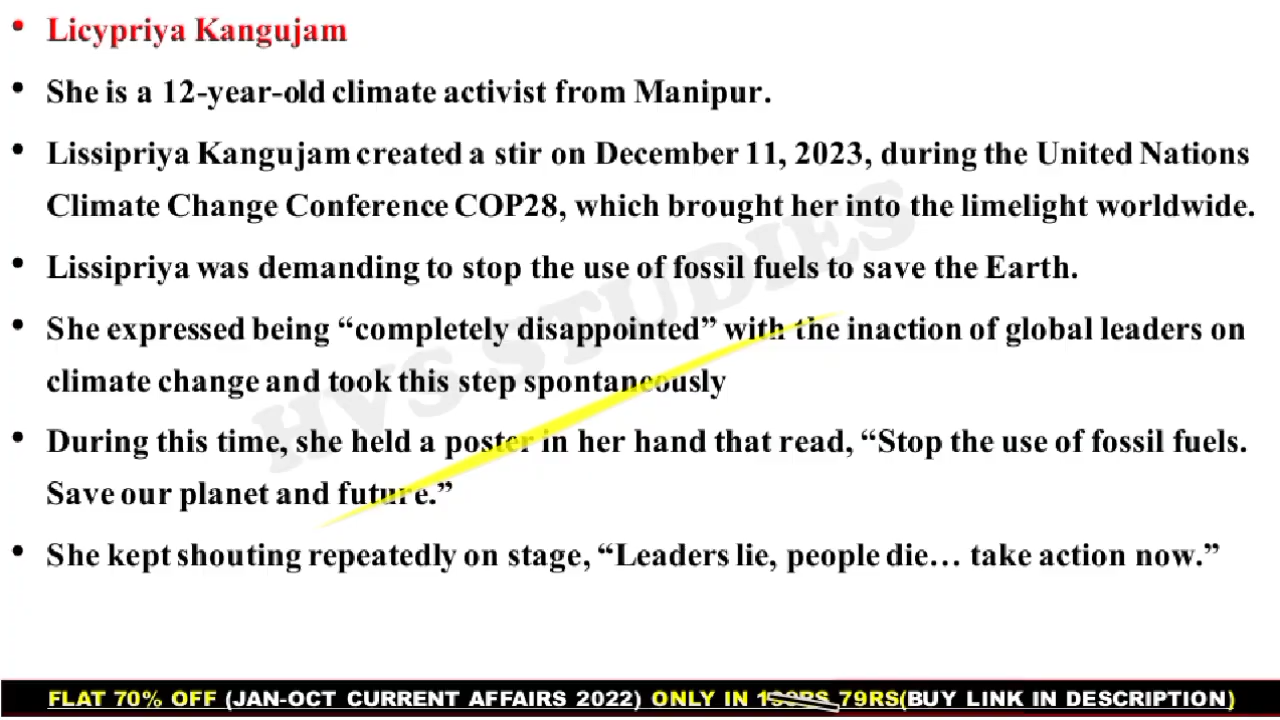 • Licypriya Kangujam
• She is a 12-year-old climate activist from Manipur.
• Lissipriya Kangujam created a stir on December 11, 2023, during the United Nations
Climate Change Conference COP28, which brought her into the limelight worldwide.
• Lissipriya was demanding to stop the use of fossil fuels to save the Earth.
• She expressed being “completely disappointed” with the inaction of global leaders on
climate change and took this step spontaneously
• During this time, she held a poster in her hand that read, “Stop the use of fossil fuels.
Save our planet and future.”
• She kept shouting repeatedly on stage, “Leaders lie, people die… take action now.”
HVS STUDIES
FLAT 70% OFF (JAN-OCT CURRENT AFFAIRS 2022) ONLY IN 79RS(BUY LINK IN DESCRIPTION)